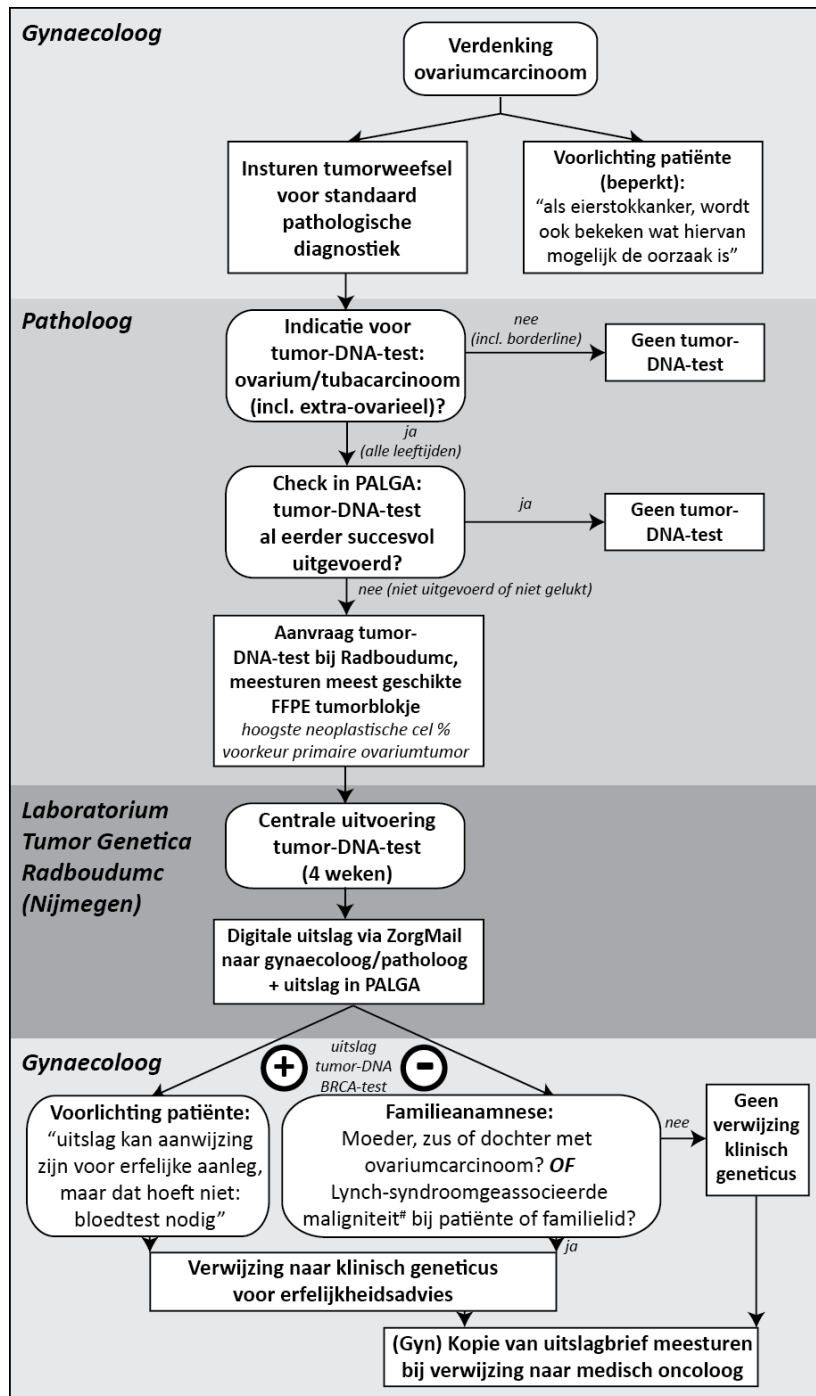 Gynaecoloog
Verdenking
ovariumcarcinoom
Insturen tumorweefsel
voor standaard
pathologische
diagnostiek
Voorlichting patiënte
(beperkt):
“als eierstokkanker, wordt
ook bekeken wat hiervan
mogelijk de oorzaak is”
Patholoog
Indicatie voor
tumor-DNA-test:
ovarium/tubacarcinoom
(incl. extra-ovarieel)?
nee
(incl. borderline)
Geen tumor-
DNA-test
ja
(alle leeftijden)
Check in PALGA:
tumor-DNA-test
al eerder succesvol
uitgevoerd?
ja
Geen tumor-
DNA-test
nee (niet uitgevoerd of niet gelukt)
Aanvraag tumor-
DNA-test bij Radboudumc,
meesturen meest geschikte
FFPE tumorblokje
hoogste neoplastische cel %
voorkeur primaire ovariumtumor
Laboratorium
Tumor Genetica
Radboudumc
(Nijmegen)
Centrale uitvoering
tumor-DNA-test
(4 weken)
Digitale uitslag via ZorgMail
naar gynaecoloog/patholoog
+ uitslag in PALGA
Gynaecoloog
+
uitslag
tumor-DNA
BRCA-test
-
Voorlichting patiënte:
“uitslag kan aanwijzing
zijn voor erfelijke aanleg,
maar dat hoeft niet:
bloedtest nodig”
Familieanamnese:
Moeder, zus of dochter met
ovariumcarcinoom? OF
Lynch-syndroomgeassocieerde
maligniteit# bij patiënte of familielid?
nee
Geen
verwijzing
klinisch
geneticus
ja
Verwijzing naar klinisch geneticus
voor erfelijkheidsadvies
(Gyn) Kopie van uitslagbrief meesturen
bij verwijzing naar medisch oncoloog